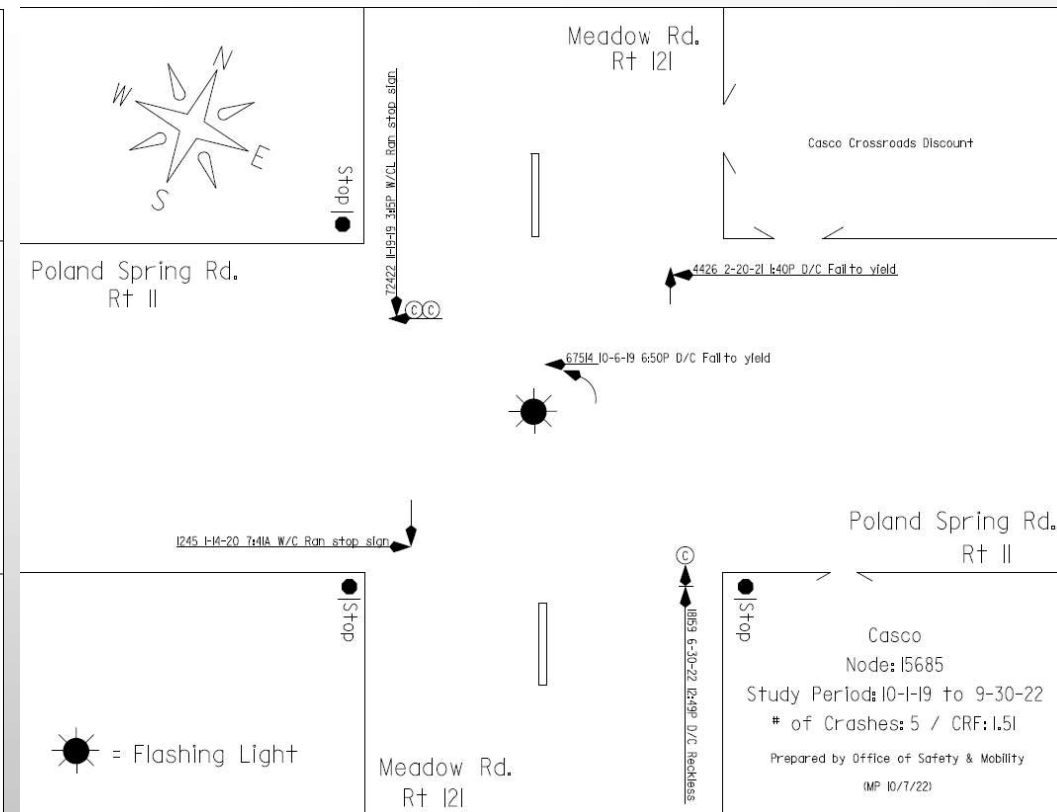 N
W
E
S
Stop
72422 11-19-19 3:15P W/CL Ran stop sign
C C
Meadow Rd.
Rt 121
Casco Crossroads Discount
Poland Spring Rd.
Rt 11
4426 2-20-21 1:40P D/C Fail to yield
67514 10-6-19 6:50P D/C Fail to yield
1245 1-14-20 7:41A W/C Ran stop sign
Poland Spring Rd.
Rt 11
C
Stop
Stop
18159 6-30-22 12:49P D/C Reckless
Casco
Node: 15685
Study Period: 10-1-19 to 9-30-22
# of Crashes: 5 / CRF: 1.51
Prepared by Office of Safety & Mobility
(MP 10/7/22)
= Flashing Light
Meadow Rd.
Rt 121